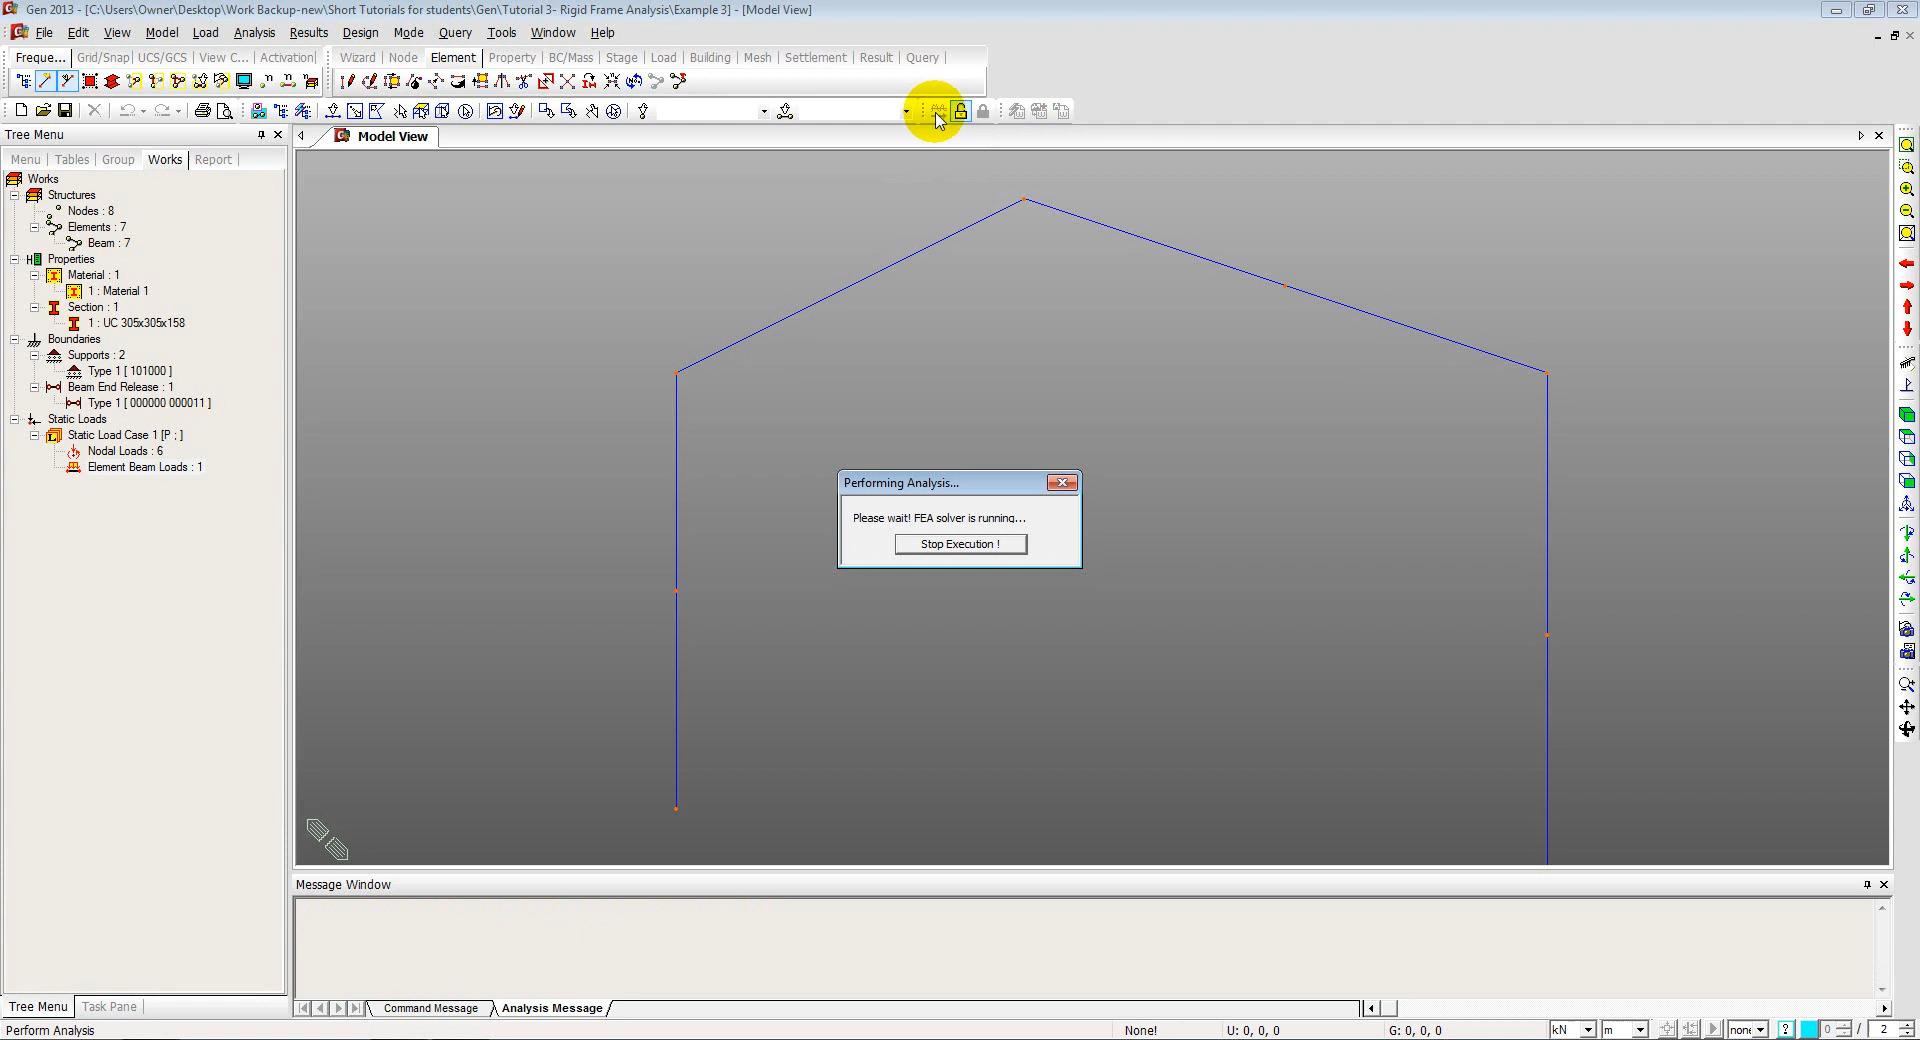 Gen 2013 - [C:\Users\Owner\Desktop\Work Backup-new\Short Tutorials for students\Gen\Tutorial 3- Rigid Frame Analysis\Example 3] - [Model View]
File Edit View Model Load Analysis Results Design Mode Query Tools Window Help
Freque... Grid/Snap UCS/GCS View C... Activation Wizard Node Element Property BC/Mass Stage Load Building Mesh Settlement Result Query
Tree Menu
Model View
Menu Tables Group Works Report
Works
Structures
Nodes : 8
Elements : 7
Beam : 7
Properties
Material : 1
1 : Material 1
Section : 1
1 : UC 305x305x158
Boundaries
Supports : 2
Type 1 [ 101000 ]
Beam End Release : 1
Type 1 [ 000000 000011 ]
Static Loads
Static Load Case 1 [P ; ]
Nodal Loads : 6
Element Beam Loads : 1
Performing Analysis...
Please wait! FEA solver is running...
Stop Execution !
Message Window
Command Message Analysis Message
Tree Menu Task Pane
Perform Analysis
None! U: 0, 0, 0 G: 0, 0, 0 kN m none ? 0 / 2